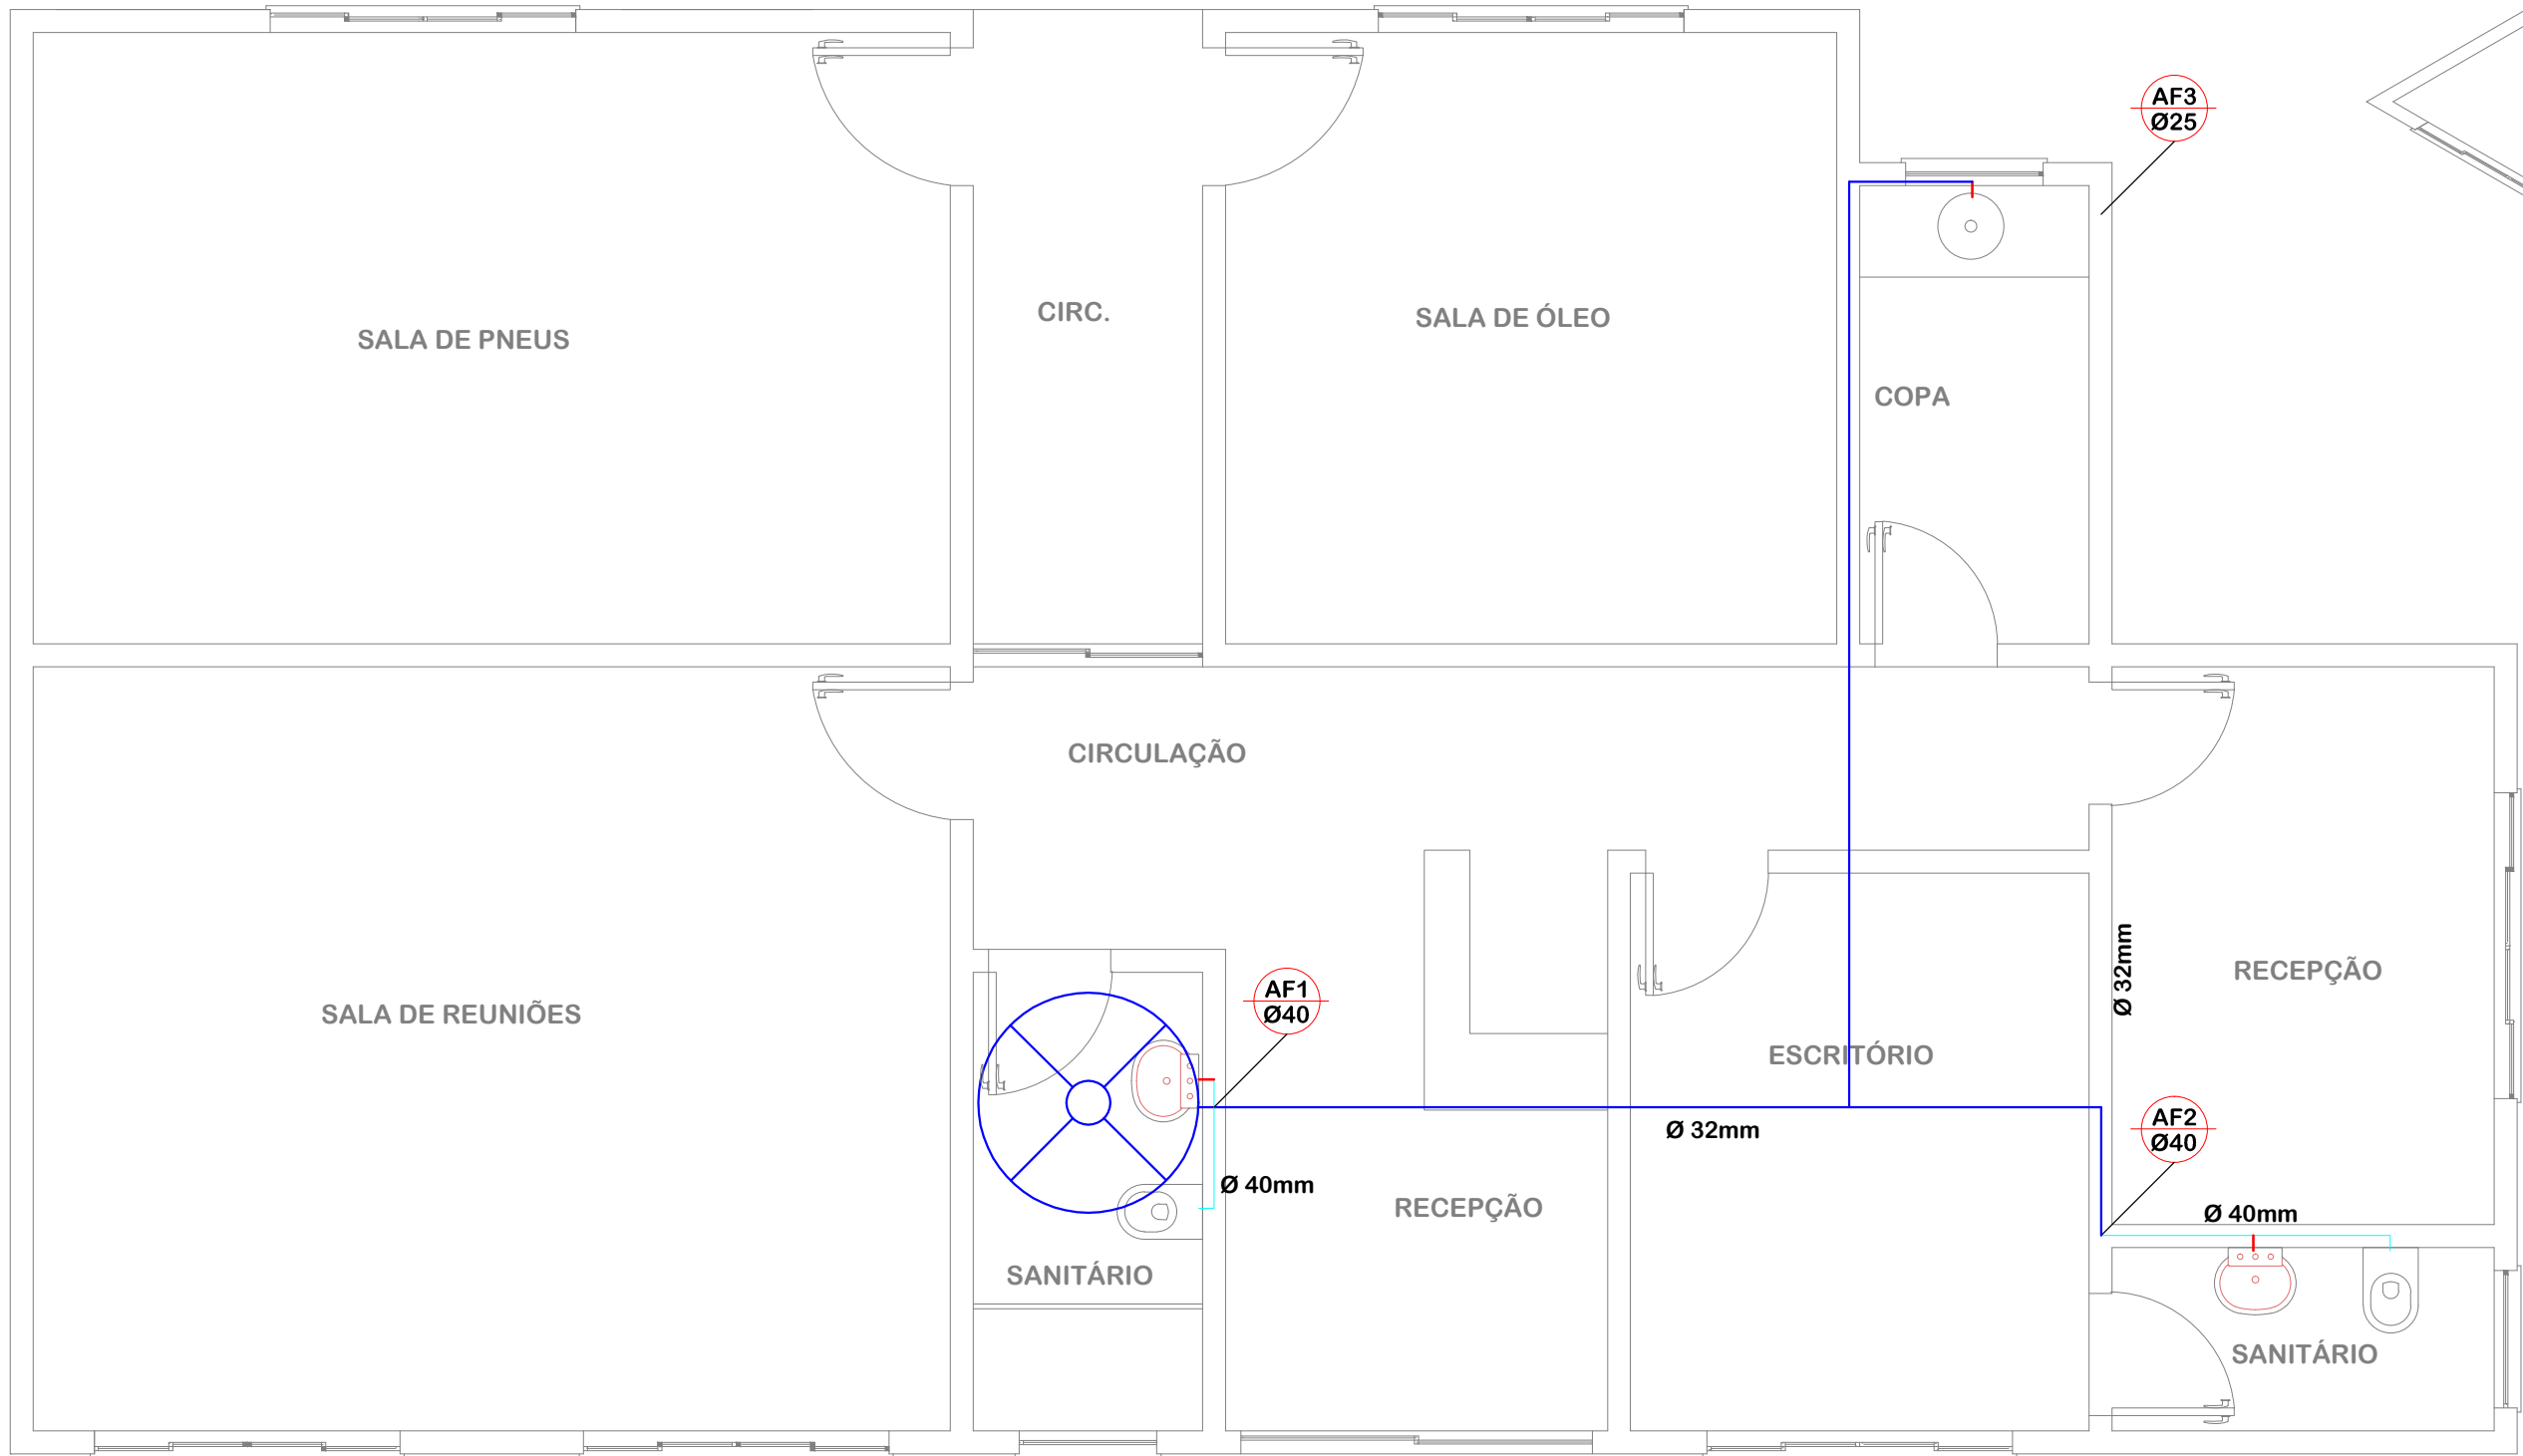 AF3
Ø25
SALA DE PNEUS
CIRC.
SALA DE ÓLEO
COPA
CIRCULAÇÃO
SALA DE REUNIÕES
AF1
Ø40
ESCRITÓRIO
Ø 32mm
RECEPÇÃO
Ø 32mm
AF2
Ø40
Ø 40mm
RECEPÇÃO
Ø 40mm
SANITÁRIO
SANITÁRIO